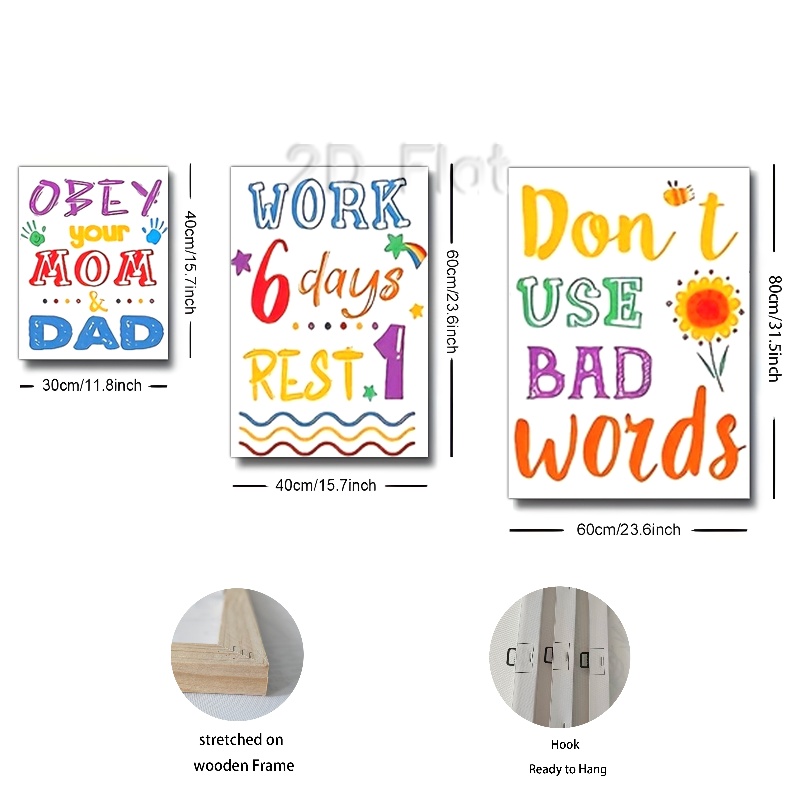 2D Flat
OBEY
your
MOM
&
DAD
40cm/15.7inch
30cm/11.8inch
WORK
6 days
REST 1
60cm/23.6inch
40cm/15.7inch
Don't
USE
BAD
words
80cm/31.5inch
60cm/23.6inch
stretched on
wooden Frame
Hook
Ready to Hang